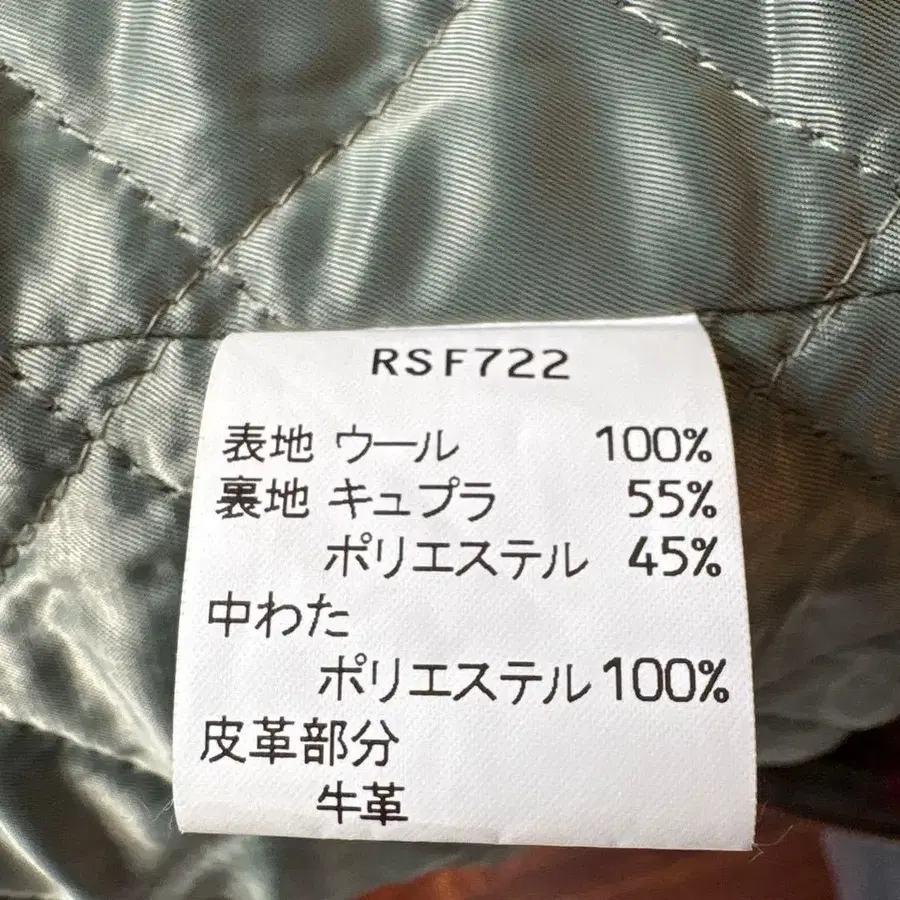 RSF722
表地 ウール 100%
裏地 キュプラ 55%
ポリエステル 45%
中わた
ポリエステル 100%
皮革部分
牛革